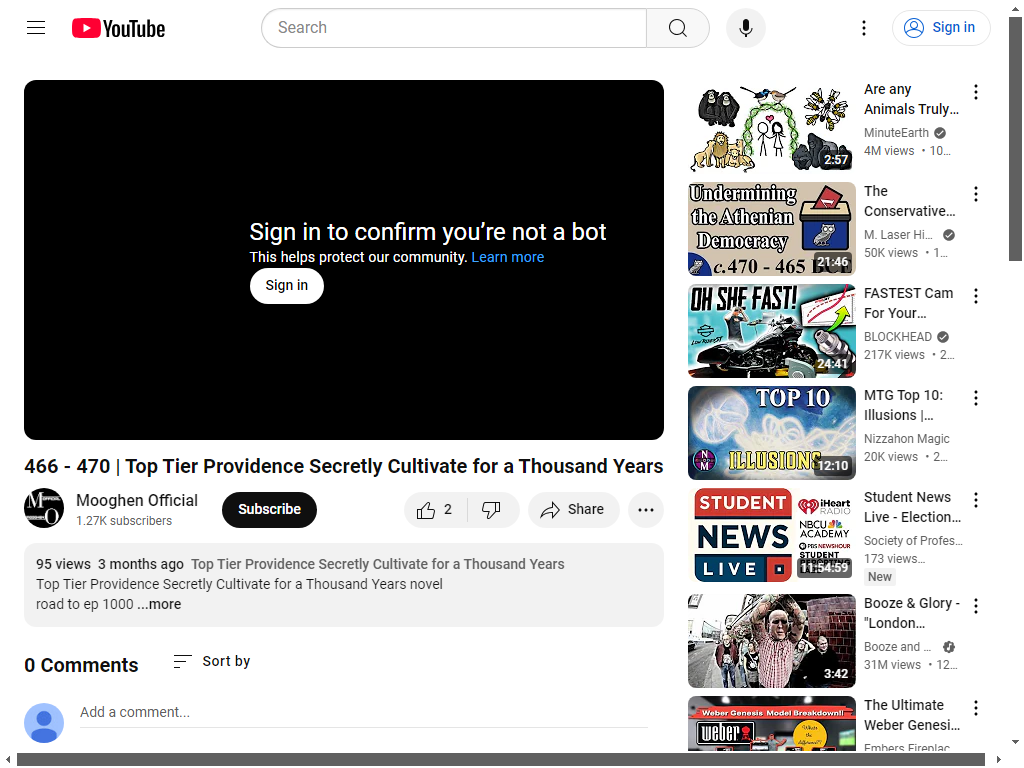 YouTube
Search
Sign in
Sign in to confirm you’re not a bot
This helps protect our community. Learn more
Sign in
466 - 470 | Top Tier Providence Secretly Cultivate for a Thousand Years
Mooghen Official
1.27K subscribers
Subscribe
2
Share
95 views 3 months ago Top Tier Providence Secretly Cultivate for a Thousand Years
Top Tier Providence Secretly Cultivate for a Thousand Years novel
road to ep 1000 ...more
0 Comments
Sort by
Add a comment...
2:57
Are any
Animals Truly…
MinuteEarth
4M views • 10…
Undermining
the Athenian
Democracy
c.470 - 465 BCE
21:46
The
Conservative…
M. Laser Hi…
50K views • 1…
OH SHE FAST!
24:41
FASTEST Cam
For Your…
BLOCKHEAD
217K views • 2…
TOP 10
ILLUSIONS
12:10
MTG Top 10:
Illusions |…
Nizzahon Magic
20K views • 2…
STUDENT
NEWS
LIVE
iHeart
RADIO
NBCU
ACADEMY
PBS NEWSHOUR
STUDENT
11:54:59
Student News
Live - Election…
Society of Profes…
173 views…
New
3:42
Booze & Glory -
"London…
Booze and …
31M views • 12…
Weber Genesis Model Breakdown!!
weber
The Ultimate
Weber Genesi…
Embers Fireplac…